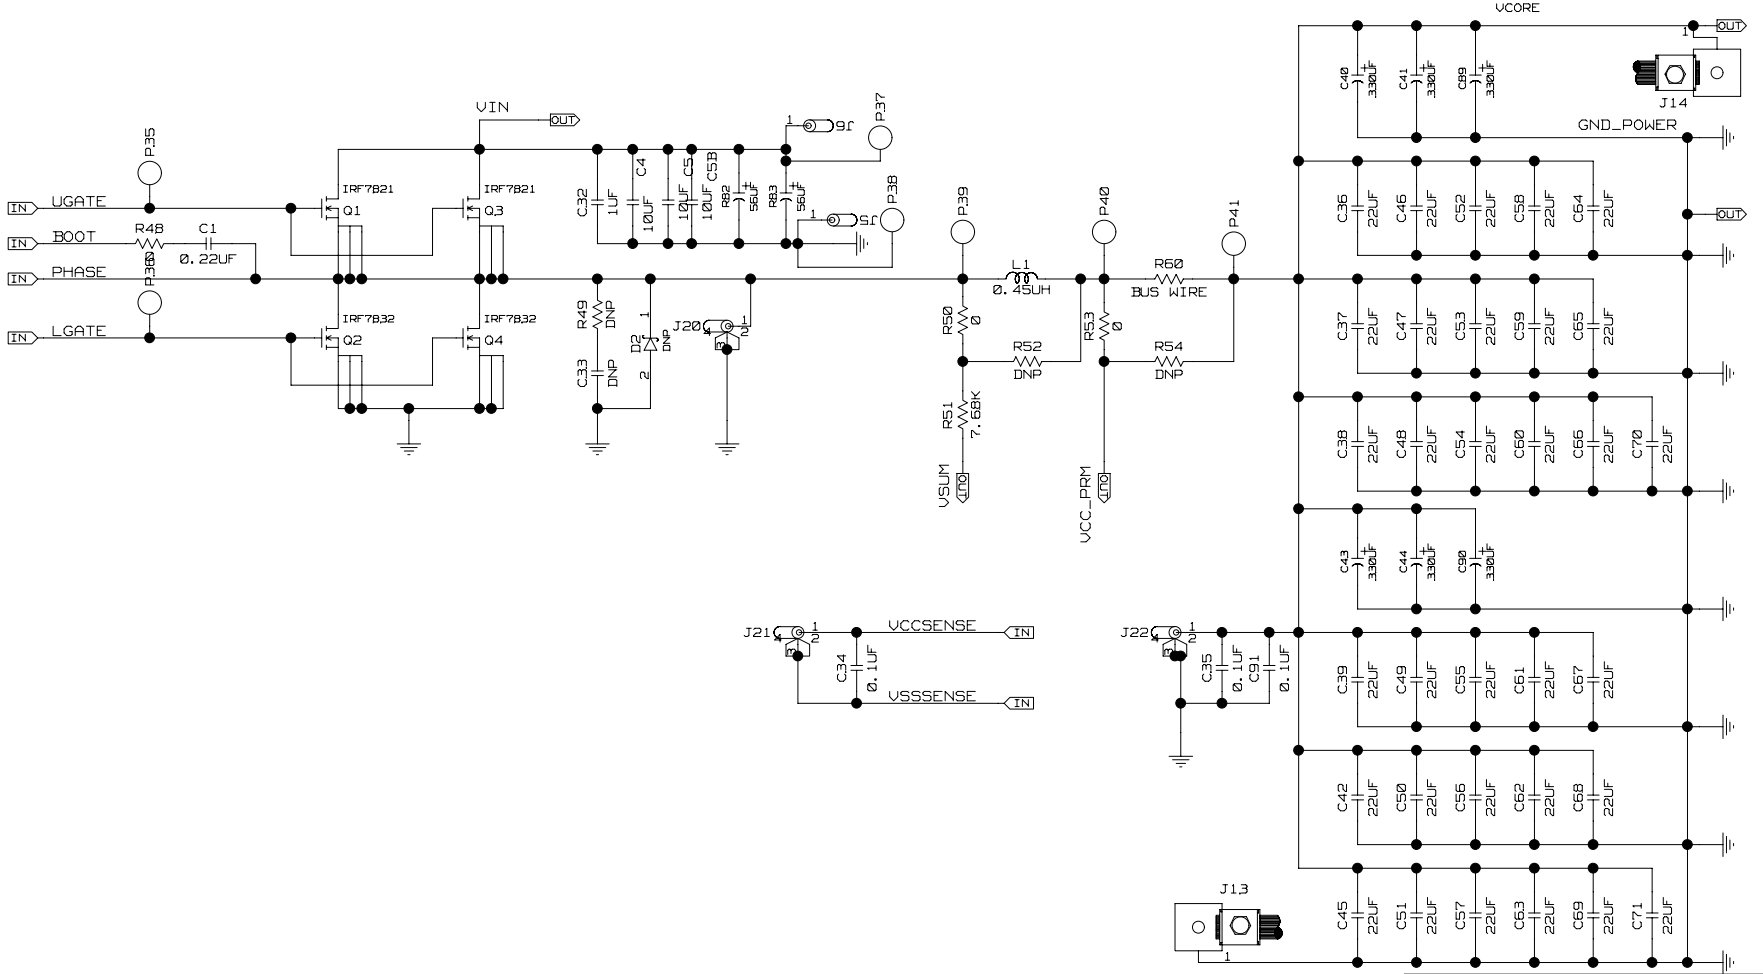 VCORE
OUT
1
C40
330UF
C41
330UF
C89
330UF
J14
GND_POWER
VIN
OUT
P35
IRF7821
Q1
IRF7821
Q3
C32
1UF
C4
10UF
10UF
C5
10UF
C5B
R82
56UF
R83
56UF
1
J6
P37
1
J5
P38
IN
UGATE
IN
BOOT
R48
0
C1
0.22UF
IN
PHASE
P36
IN
LGATE
IRF7832
Q2
IRF7832
Q4
R49
DNP
C33
DNP
D2
DNP
1
2
J20
1
2
3
4
P39
L1
0.45UH
P40
R60
BUS WIRE
P41
R50
0
R52
DNP
R53
0
R54
DNP
R51
7.68K
VSUM
OUT
VCC_PRM
OUT
C36
22UF
C46
22UF
C52
22UF
C58
22UF
C64
22UF
OUT
C37
22UF
C47
22UF
C53
22UF
C59
22UF
C65
22UF
C38
22UF
C48
22UF
C54
22UF
C60
22UF
C66
22UF
C70
22UF
C43
330UF
C44
330UF
C90
330UF
J21
1
2
3
4
VCCSENSE
IN
C34
0.1UF
VSSSENSE
IN
J22
1
2
3
4
C35
0.1UF
C91
0.1UF
C39
22UF
C49
22UF
C55
22UF
C61
22UF
C67
22UF
C42
22UF
C50
22UF
C56
22UF
C62
22UF
C68
22UF
J13
1
C45
22UF
C51
22UF
C57
22UF
C63
22UF
C69
22UF
C71
22UF